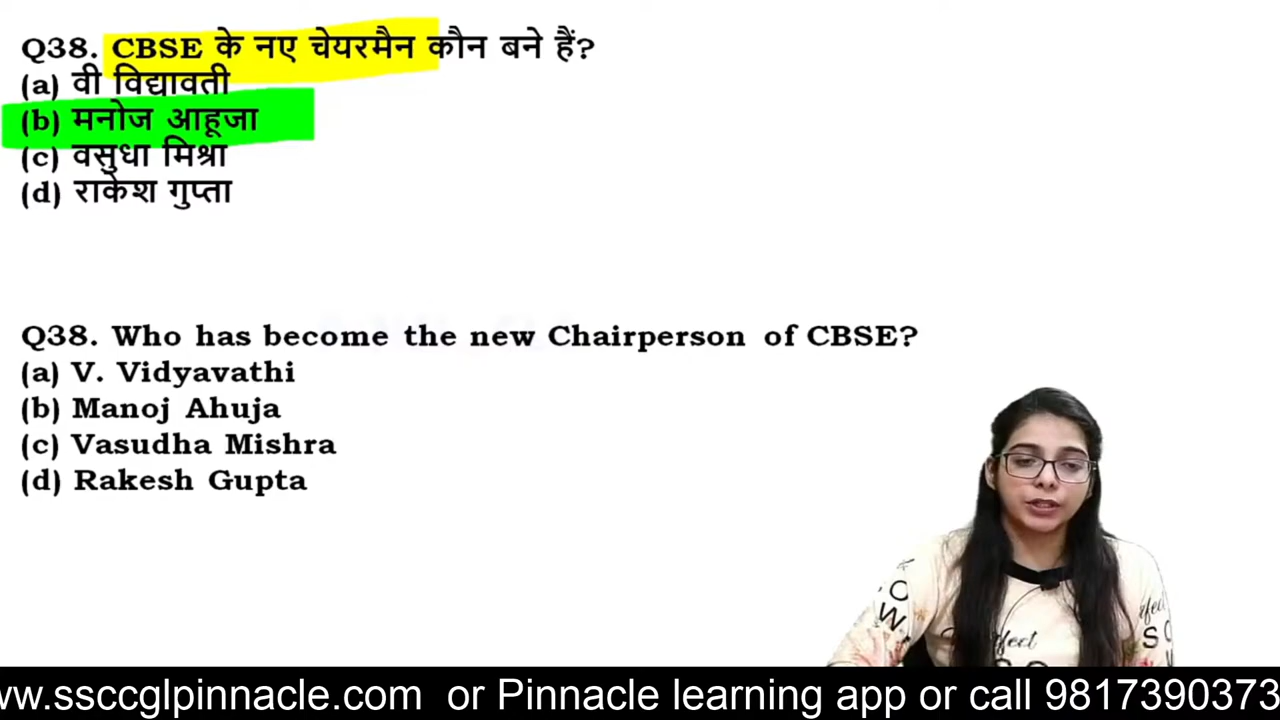 Q38. CBSE के नए चेयरमैन कौन बने हैं?
(a) वी विद्यावती
(b) मनोज आहूजा
(c) वसुधा मिश्रा
(d) राकेश गुप्ता
Q38. Who has become the new Chairperson of CBSE?
(a) V. Vidyavathi
(b) Manoj Ahuja
(c) Vasudha Mishra
(d) Rakesh Gupta
www.ssccglpinnacle.com or Pinnacle learning app or call 9817390373